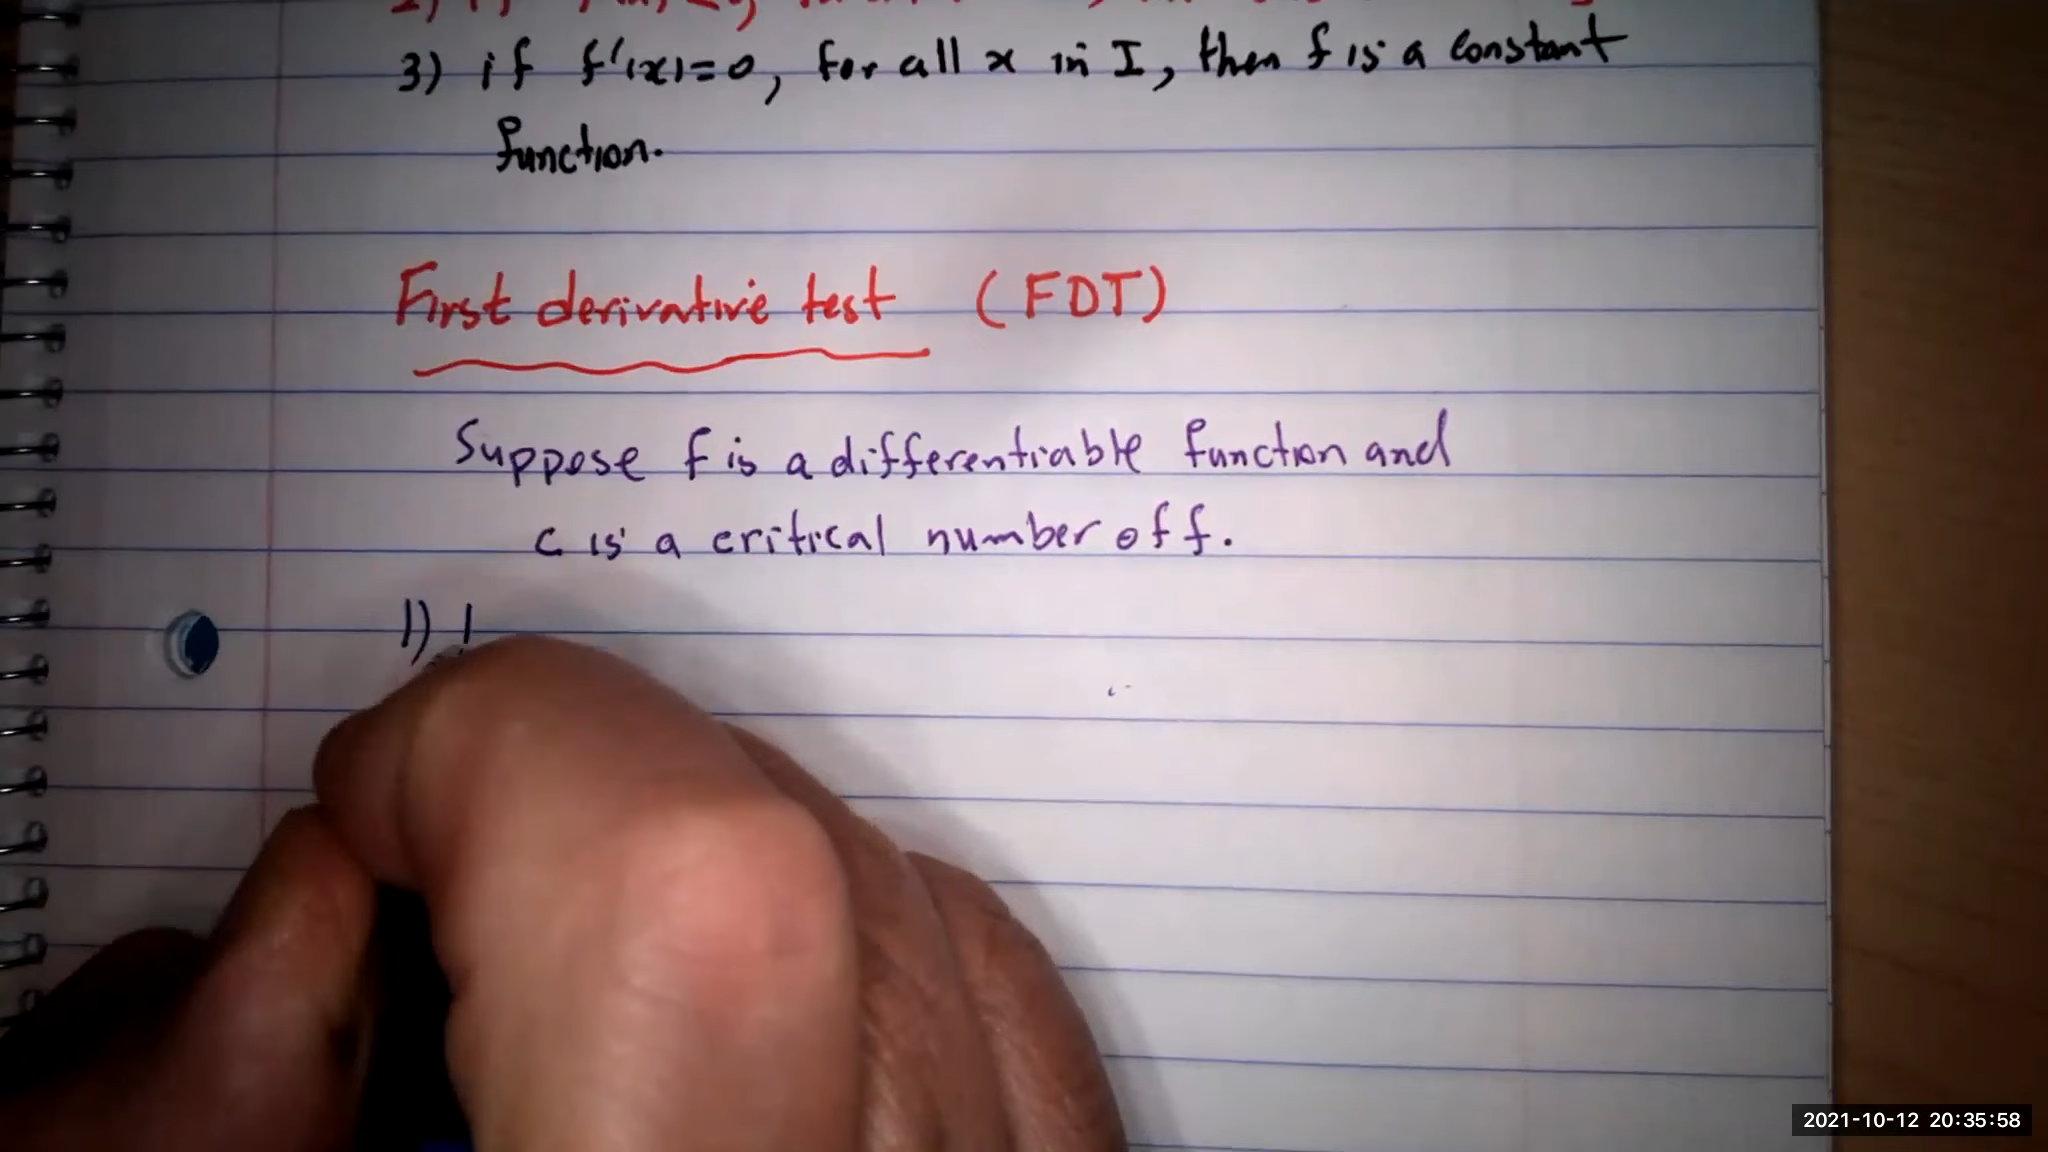 3) if f'(x)=0, for all x in I, then f is a constant
function.
First derivative test (FDT)
Suppose f is a differentiable function and
c is a critical number of f.
1) i
2021-10-12 20:35:58